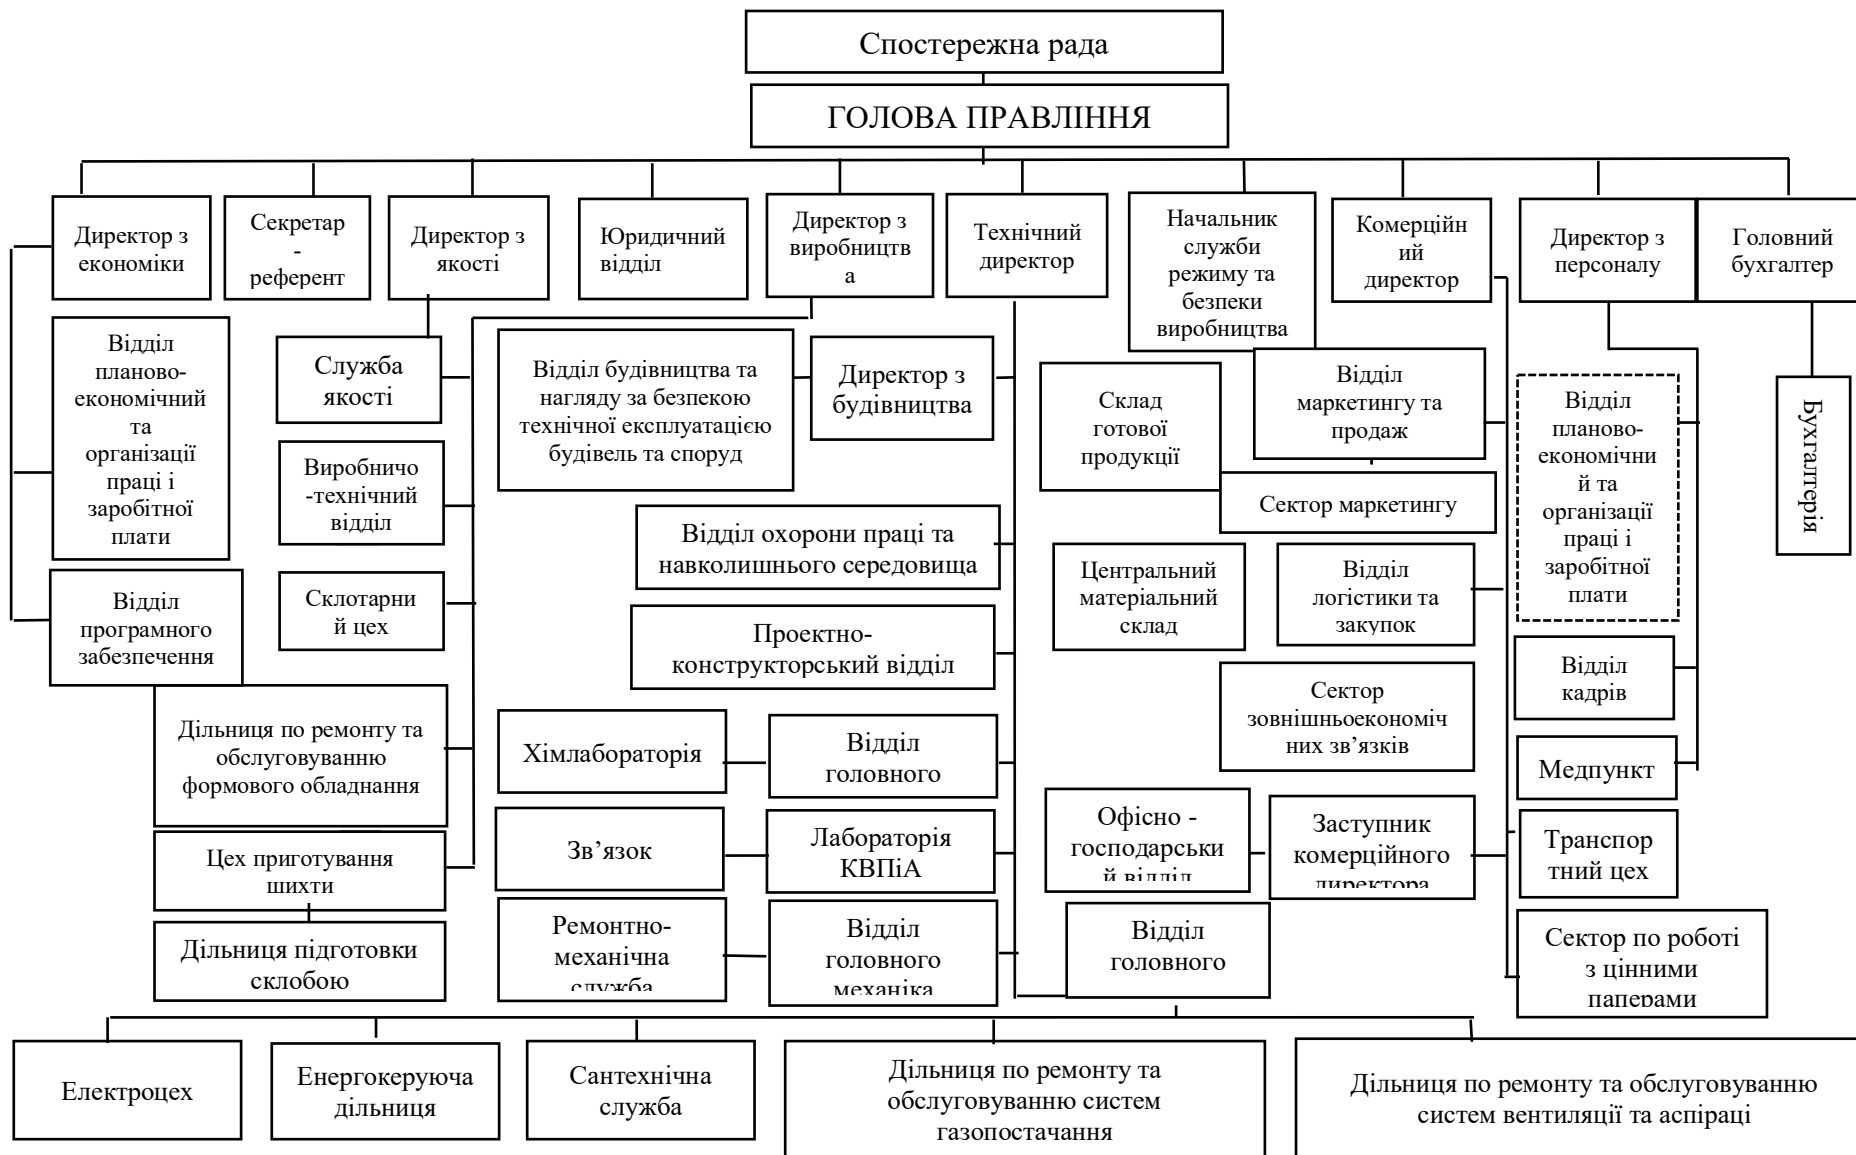 Спостережна рада
ГОЛОВА ПРАВЛІННЯ
Директор з
економіки
Секретар
-
референт
Директор з
якості
Юридичний
відділ
Директор з
виробництв
а
Технічний
директор
Начальник
служби
режиму та
безпеки
виробництва
Комерційн
ий
директор
Директор з
персоналу
Головний
бухгалтер
Відділ
планово-
економічний
та
організації
праці і
заробітної
плати
Служба
якості
Відділ будівництва та
нагляду за безпекою
технічної експлуатацією
будівель та споруд
Директор з
будівництва
Склад
готової
продукції
Відділ
маркетингу та
продаж
Відділ
планово-
економічни
й та
організації
праці і
заробітної
плати
Бухгалтерія
Виробничо
-технічний
відділ
Сектор маркетингу
Відділ охорони праці та
навколишнього середовища
Відділ
програмного
забезпечення
Склотарни
й цех
Центральний
матеріальний
склад
Відділ
логістики та
закупок
Проектно-
конструкторський відділ
Відділ
кадрів
Сектор
зовнішньоекономіч
них зв’язків
Дільниця по ремонту та
обслуговуванню
формового обладнання
Хімлабораторія
Відділ
головного
Медпункт
Цех приготування
шихти
Зв’язок
Лабораторія
КВПіА
Офісно -
господарськи
й відділ
Заступник
комерційного
директора
Транспор
тний цех
Дільниця підготовки
склобою
Ремонтно-
механічна
служба
Відділ
головного
механіка
Відділ
головного
Сектор по роботі
з цінними
паперами
Електроцех
Енергокеруюча
дільниця
Сантехнічна
служба
Дільниця по ремонту та
обслуговуванню систем
газопостачання
Дільниця по ремонту та обслуговуванню
систем вентиляції та аспіраці